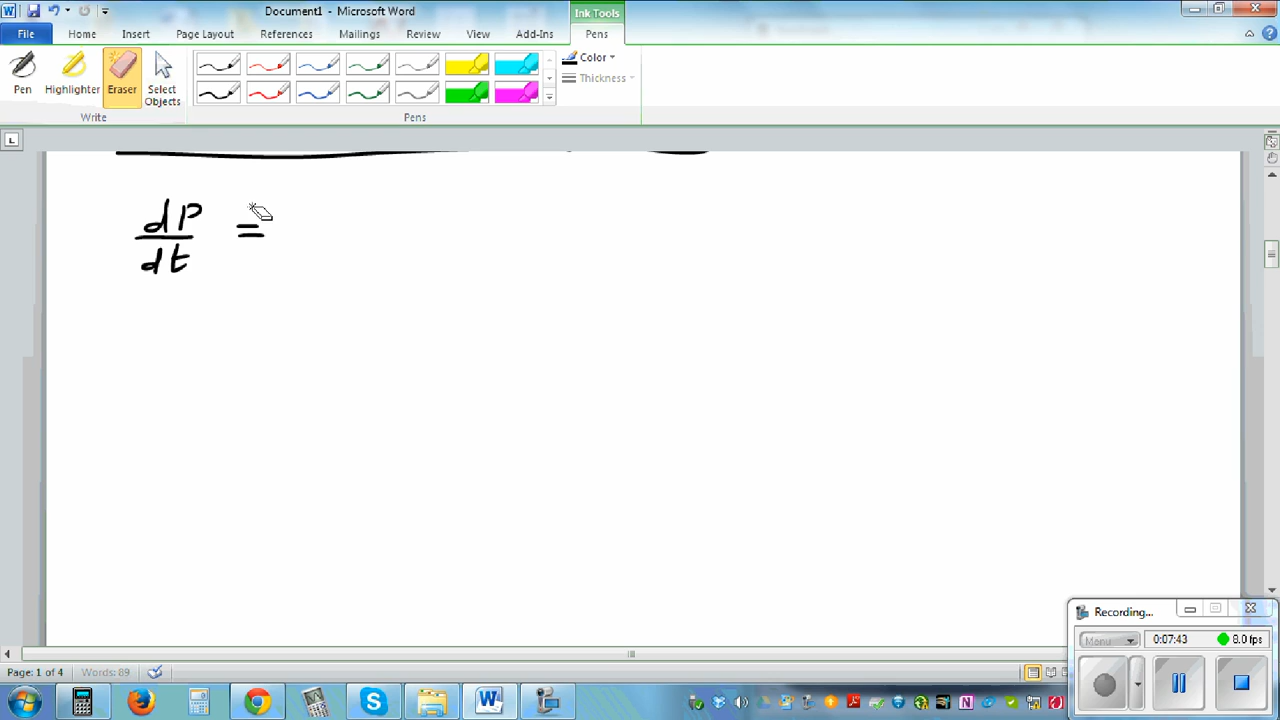 Document1 - Microsoft Word
Ink Tools
File Home Insert Page Layout References Mailings Review View Add-Ins Pens
Pen Highlighter Eraser Select Objects
Color
Thickness
Write Pens
dP
dt
=
Recording...
Menu 0:07:43 8.0 fps
Page: 1 of 4 Words: 89